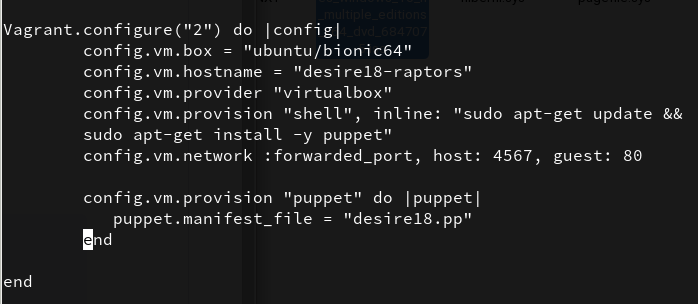 _multiple_editions
Vagrant.configure("2") do |config|
config.vm.box = "ubuntu/bionic64"
config.vm.hostname = "desire18-raptors"
config.vm.provider "virtualbox"
config.vm.provision "shell", inline: "sudo apt-get update &&
sudo apt-get install -y puppet"
config.vm.network :forwarded_port, host: 4567, guest: 80
config.vm.provision "puppet" do |puppet|
puppet.manifest_file = "desire18.pp"
end
end